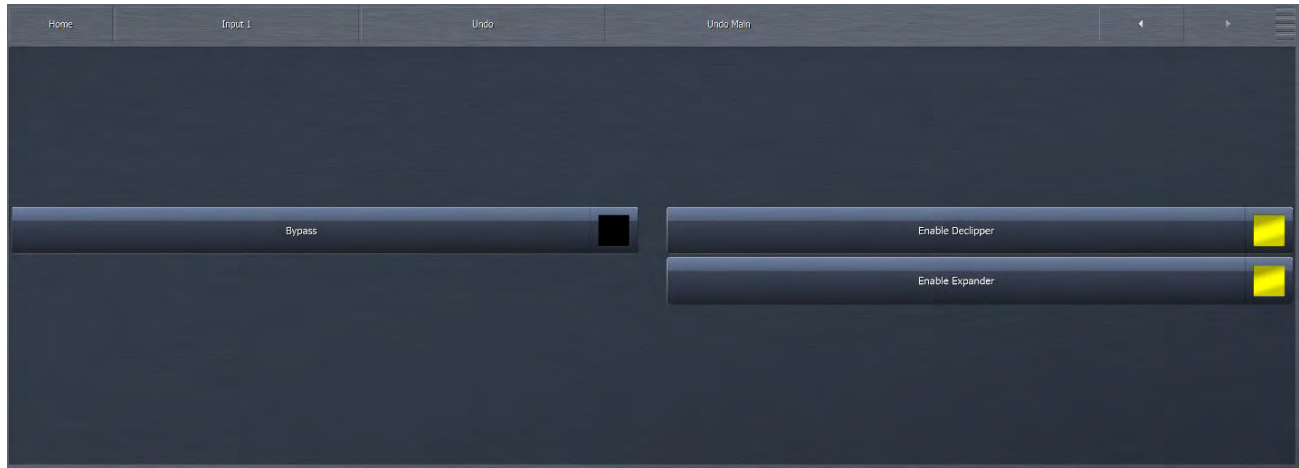 Home Input 1 Undo Undo Main
Bypass Enable Declipper
Enable Expander